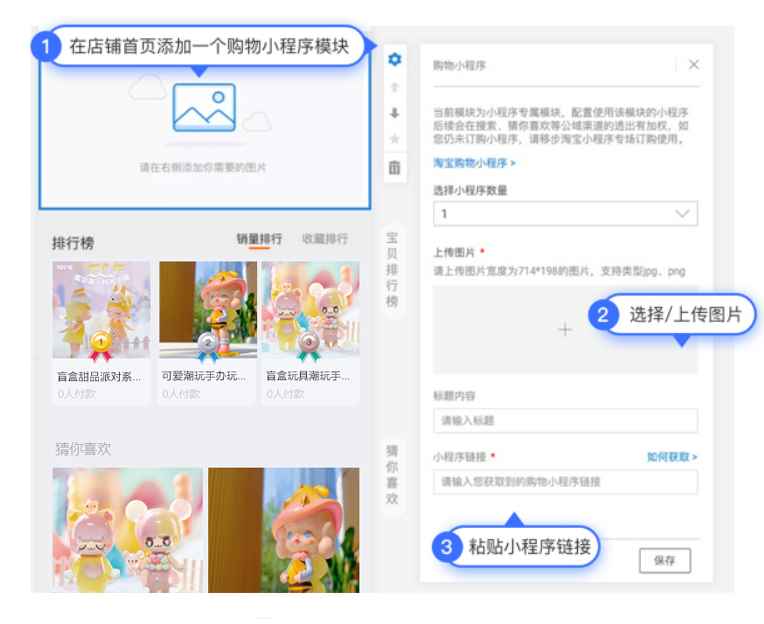 1 在店铺首页添加一个购物小程序模块
请在右侧添加你需要的图片
排行榜 销量排行 收藏排行
1 2 3
盲盒甜品派对系... 可爱潮玩手办玩... 盲盒玩具潮玩手...
0人付款 0人付款 0人付款
猜你喜欢
宝贝排行榜
猜你喜欢
购物小程序
当前模块为小程序专属模块，配置使用该模块的小程序
后续会在搜索、猜你喜欢等公域渠道的透出有加权，如
您仍未订购小程序，请移步淘宝小程序专场订购使用。
淘宝购物小程序 >
选择小程序数量
1
上传图片 *
请上传图片宽度为714*198的图片，支持类型jpg、png
2 选择/上传图片
标题内容
请输入标题
小程序链接 * 如何获取 >
请输入您获取到的购物小程序链接
3 粘贴小程序链接
保存